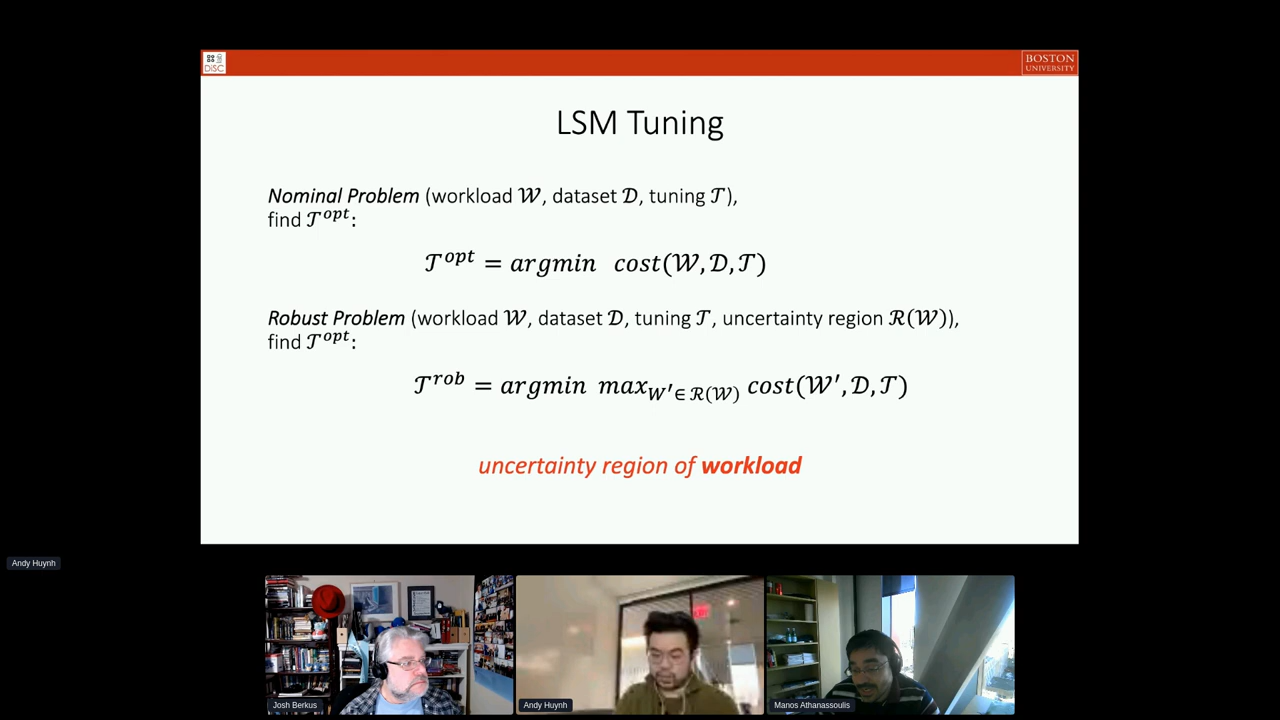 DiSC
BOSTON
UNIVERSITY
LSM Tuning
Nominal Problem (workload 𝒲, dataset 𝒟, tuning 𝒯),
find 𝒯^opt:
𝒯^opt = argmin cost(𝒲, 𝒟, 𝒯)
Robust Problem (workload 𝒲, dataset 𝒟, tuning 𝒯, uncertainty region ℛ(𝒲)),
find 𝒯^opt:
𝒯^rob = argmin max_{W′∈ℛ(𝒲)} cost(𝒲′, 𝒟, 𝒯)
uncertainty region of workload
Andy Huynh
Josh Berkus
Andy Huynh
Manos Athanassoulis